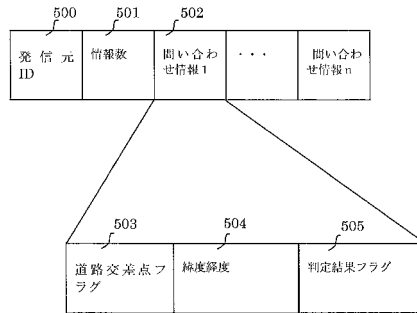 500
501
502
発信元
ID
情報数
問い合わ
せ情報1
・・・
問い合わ
せ情報n
503
504
505
道路交差点フ
ラグ
緯度経度
判定結果フラグ